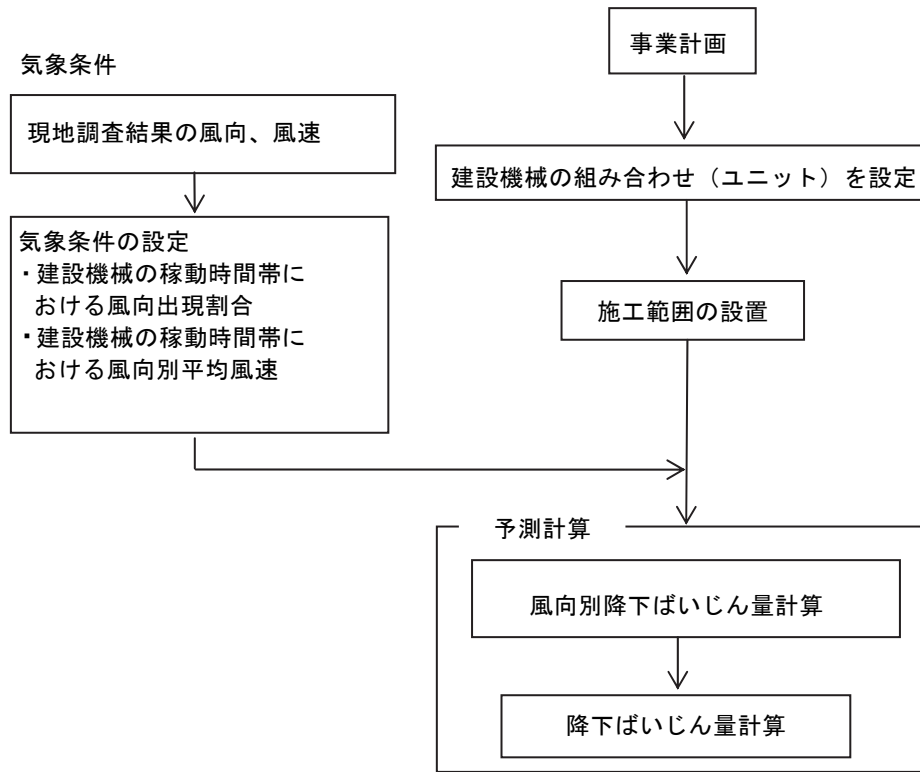 気象条件
現地調査結果の風向、風速
気象条件の設定
・建設機械の稼動時間帯に
おける風向出現割合
・建設機械の稼動時間帯に
おける風向別平均風速
事業計画
建設機械の組み合わせ（ユニット）を設定
施工範囲の設置
予測計算
風向別降下ばいじん量計算
降下ばいじん量計算